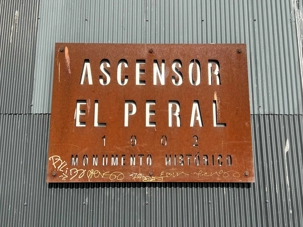 ASCENSOR
EL PERAL
1902
MONUMENTO HISTÓRICO